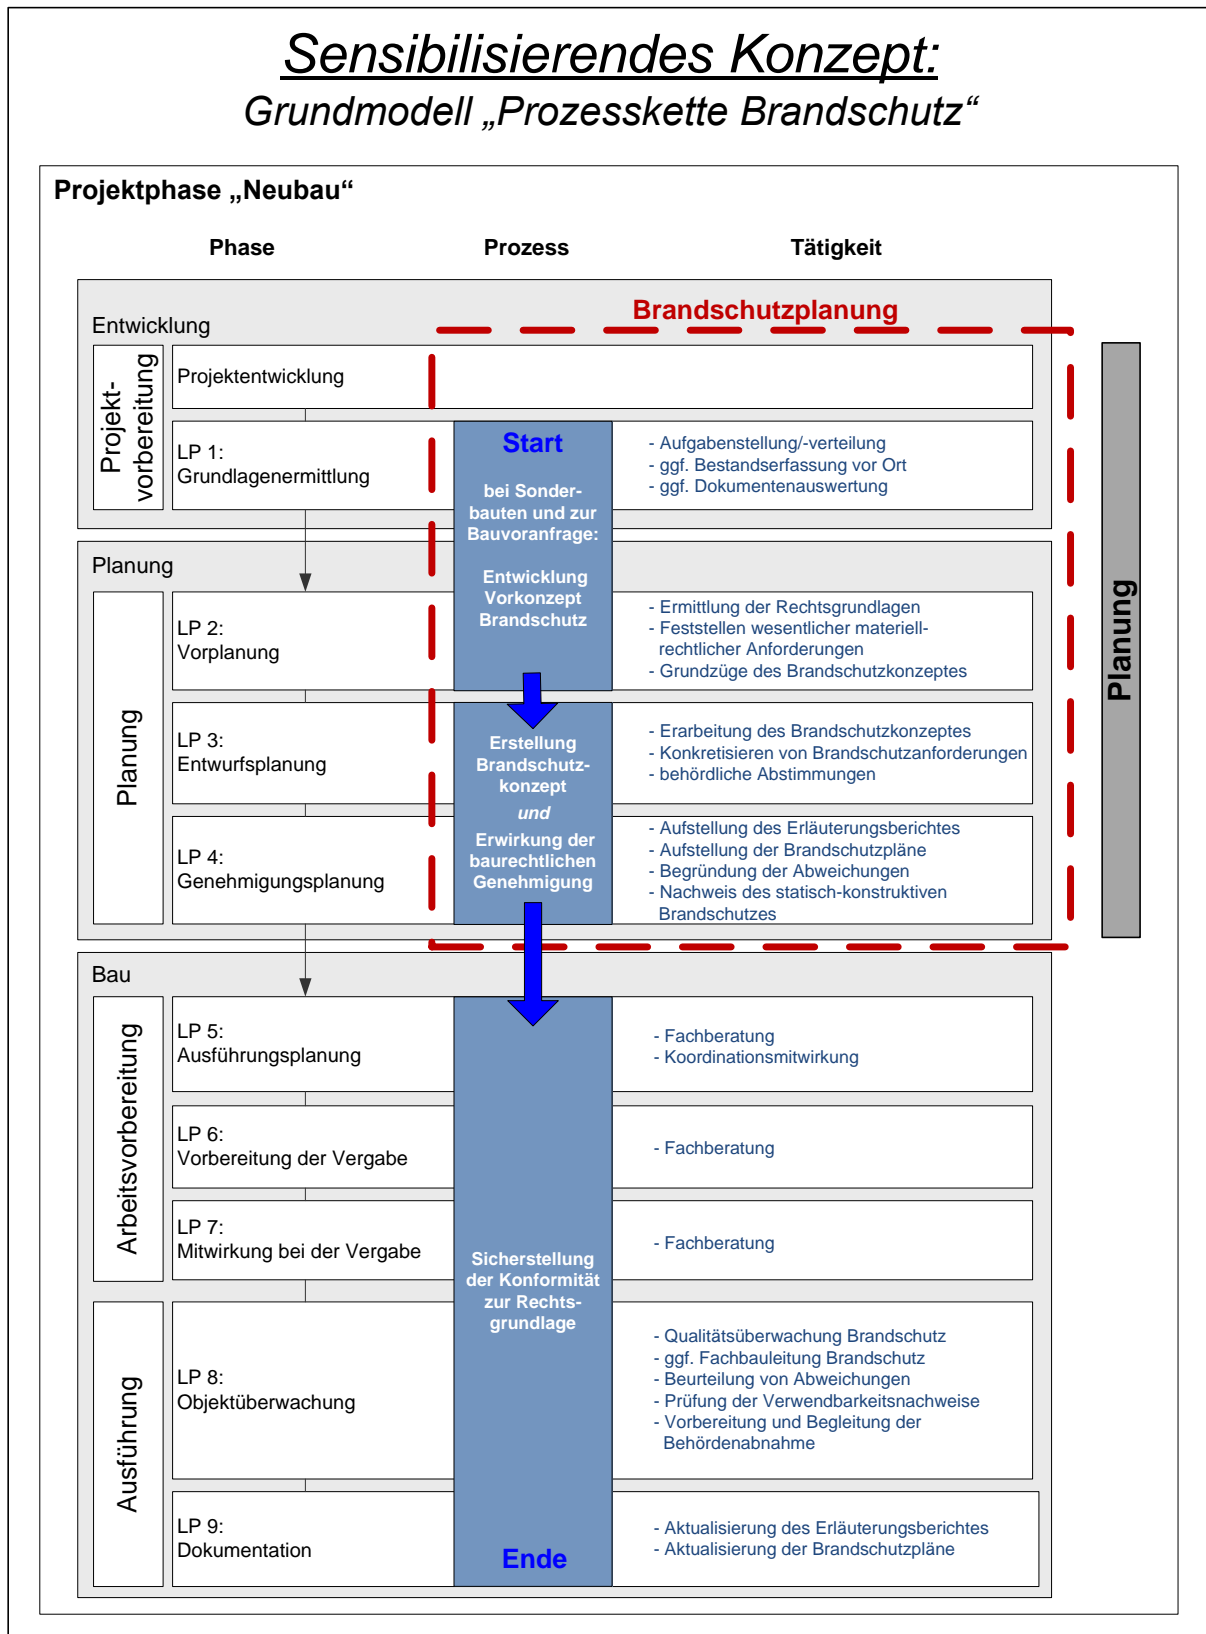 Sensibilisierendes Konzept:
Grundmodell „Prozesskette Brandschutz“
Projektphase „Neubau“
Phase
Prozess
Tätigkeit
Entwicklung
Brandschutzplanung
Projekt-
vorbereitung
Projektentwicklung
LP 1:
Grundlagenermittlung
Start
bei Sonder-
bauten und zur
Bauvoranfrage:
Entwicklung
Vorkonzept
Brandschutz
- Aufgabenstellung/-verteilung
- ggf. Bestandserfassung vor Ort
- ggf. Dokumentenauswertung
Planung
Planung
Planung
LP 2:
Vorplanung
- Ermittlung der Rechtsgrundlagen
- Feststellen wesentlicher materiell-
rechtlicher Anforderungen
- Grundzüge des Brandschutzkonzeptes
LP 3:
Entwurfsplanung
Erstellung
Brandschutz-
konzept
und
Erwirkung der
baurechtlichen
Genehmigung
- Erarbeitung des Brandschutzkonzeptes
- Konkretisieren von Brandschutzanforderungen
- behördliche Abstimmungen
LP 4:
Genehmigungsplanung
- Aufstellung des Erläuterungsberichtes
- Aufstellung der Brandschutzpläne
- Begründung der Abweichungen
- Nachweis des statisch-konstruktiven
Brandschutzes
Bau
Arbeitsvorbereitung
LP 5:
Ausführungsplanung
- Fachberatung
- Koordinationsmitwirkung
LP 6:
Vorbereitung der Vergabe
- Fachberatung
LP 7:
Mitwirkung bei der Vergabe
- Fachberatung
Sicherstellung
der Konformität
zur Rechts-
grundlage
Ausführung
LP 8:
Objektüberwachung
- Qualitätsüberwachung Brandschutz
- ggf. Fachbauleitung Brandschutz
- Beurteilung von Abweichungen
- Prüfung der Verwendbarkeitsnachweise
- Vorbereitung und Begleitung der
Behördenabnahme
LP 9:
Dokumentation
Ende
- Aktualisierung des Erläuterungsberichtes
- Aktualisierung der Brandschutzpläne